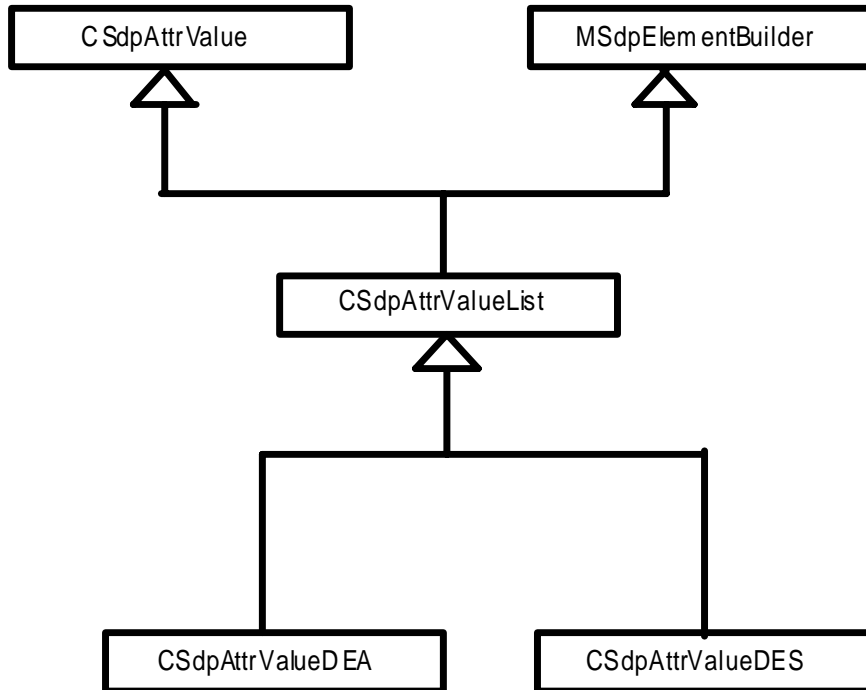 CSdpAttrValue
MSdpElementBuilder
CSdpAttrValueList
CSdpAttrValueDEA
CSdpAttrValueDES